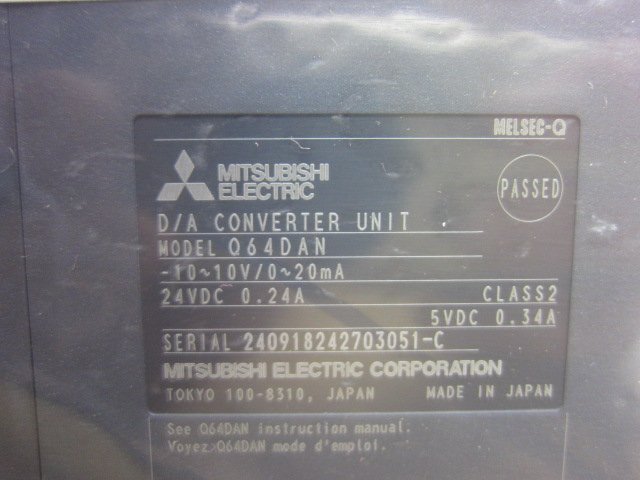 MELSEC-Q
MITSUBISHI
ELECTRIC
PASSED
D/A CONVERTER UNIT
MODEL Q64DAN
-10~10V/0~20mA
24VDC 0.24A CLASS2
5VDC 0.34A
SERIAL 240918242703051-C
MITSUBISHI ELECTRIC CORPORATION
TOKYO 100-8310, JAPAN MADE IN JAPAN
See Q64DAN instruction manual.
Voyez Q64DAN mode d'emploi.